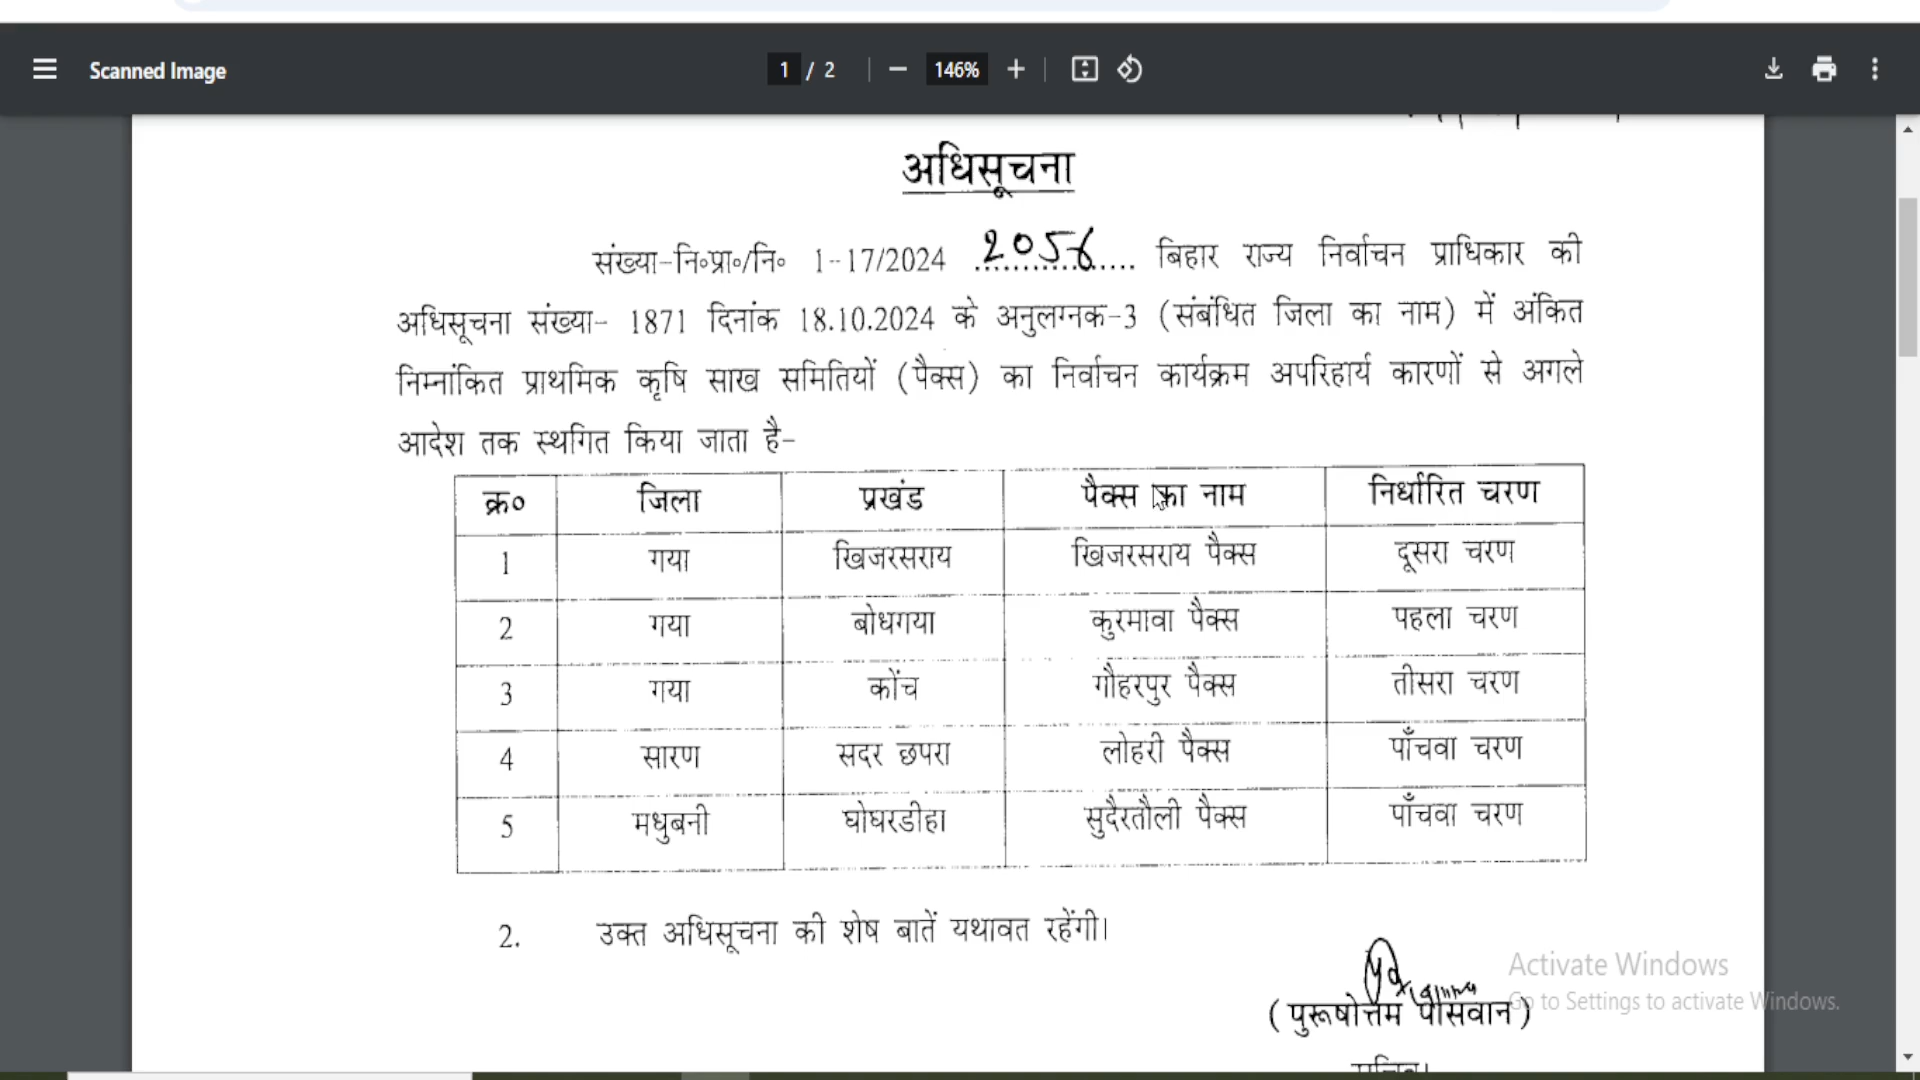 Scanned Image
1 / 2
146%
अधिसूचना
संख्या-नि०प्रा०/नि० 1-17/2024 2056 बिहार राज्य निर्वाचन प्राधिकार की
अधिसूचना संख्या- 1871 दिनांक 18.10.2024 के अनुलग्नक-3 (संबंधित जिला का नाम) में अंकित
निम्नांकित प्राथमिक कृषि साख समितियों (पैक्स) का निर्वाचन कार्यक्रम अपरिहार्य कारणों से अगले
आदेश तक स्थगित किया जाता है-
क्र० जिला प्रखंड पैक्स का नाम निर्धारित चरण
1 गया खिजरसराय खिजरसराय पैक्स दूसरा चरण
2 गया बोधगया कुरमावा पैक्स पहला चरण
3 गया कोंच गौहरपुर पैक्स तीसरा चरण
4 सारण सदर छपरा लोहरी पैक्स पाँचवा चरण
5 मधुबनी घोघरडीहा सुदैरतौली पैक्स पाँचवा चरण
2. उक्त अधिसूचना की शेष बातें यथावत रहेंगी।
(पुरूषोत्तम पासवान)
Activate Windows
Go to Settings to activate Windows.